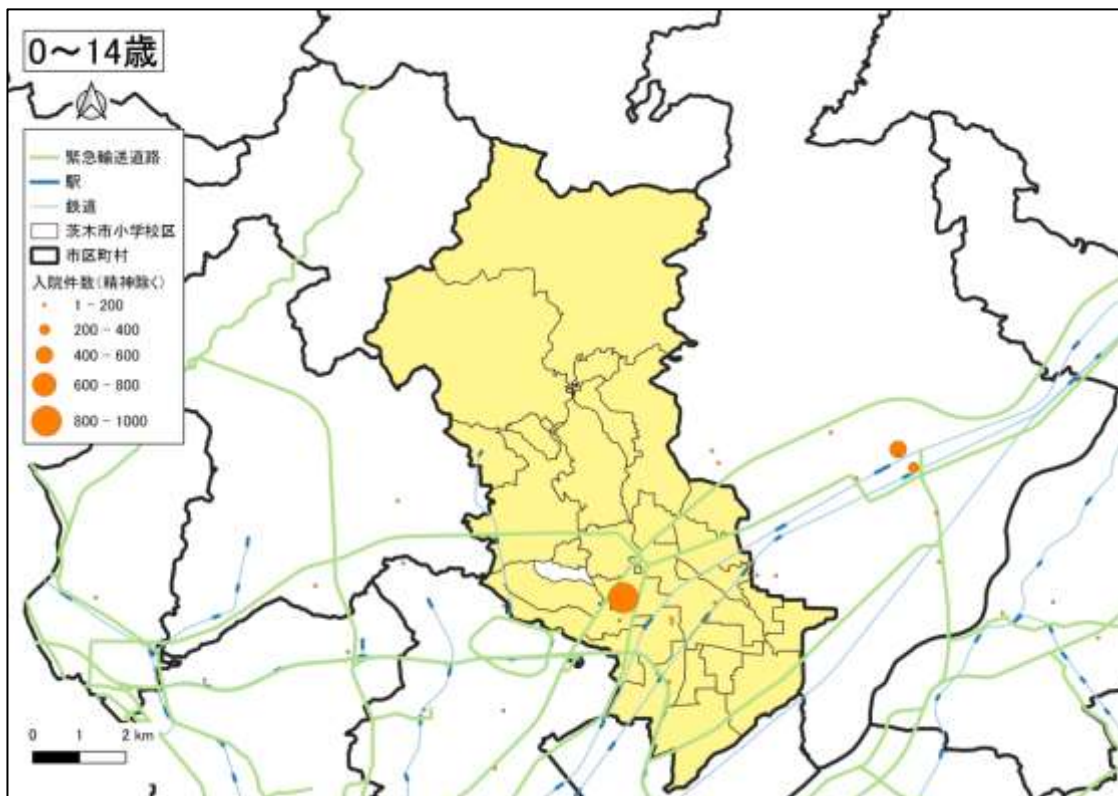 0～14歳
緊急輸送道路
駅
鉄道
茨木市小学校区
市区町村
入院件数(精神除く)
1 - 200
200 - 400
400 - 600
600 - 800
800 - 1000
0 1 2 km